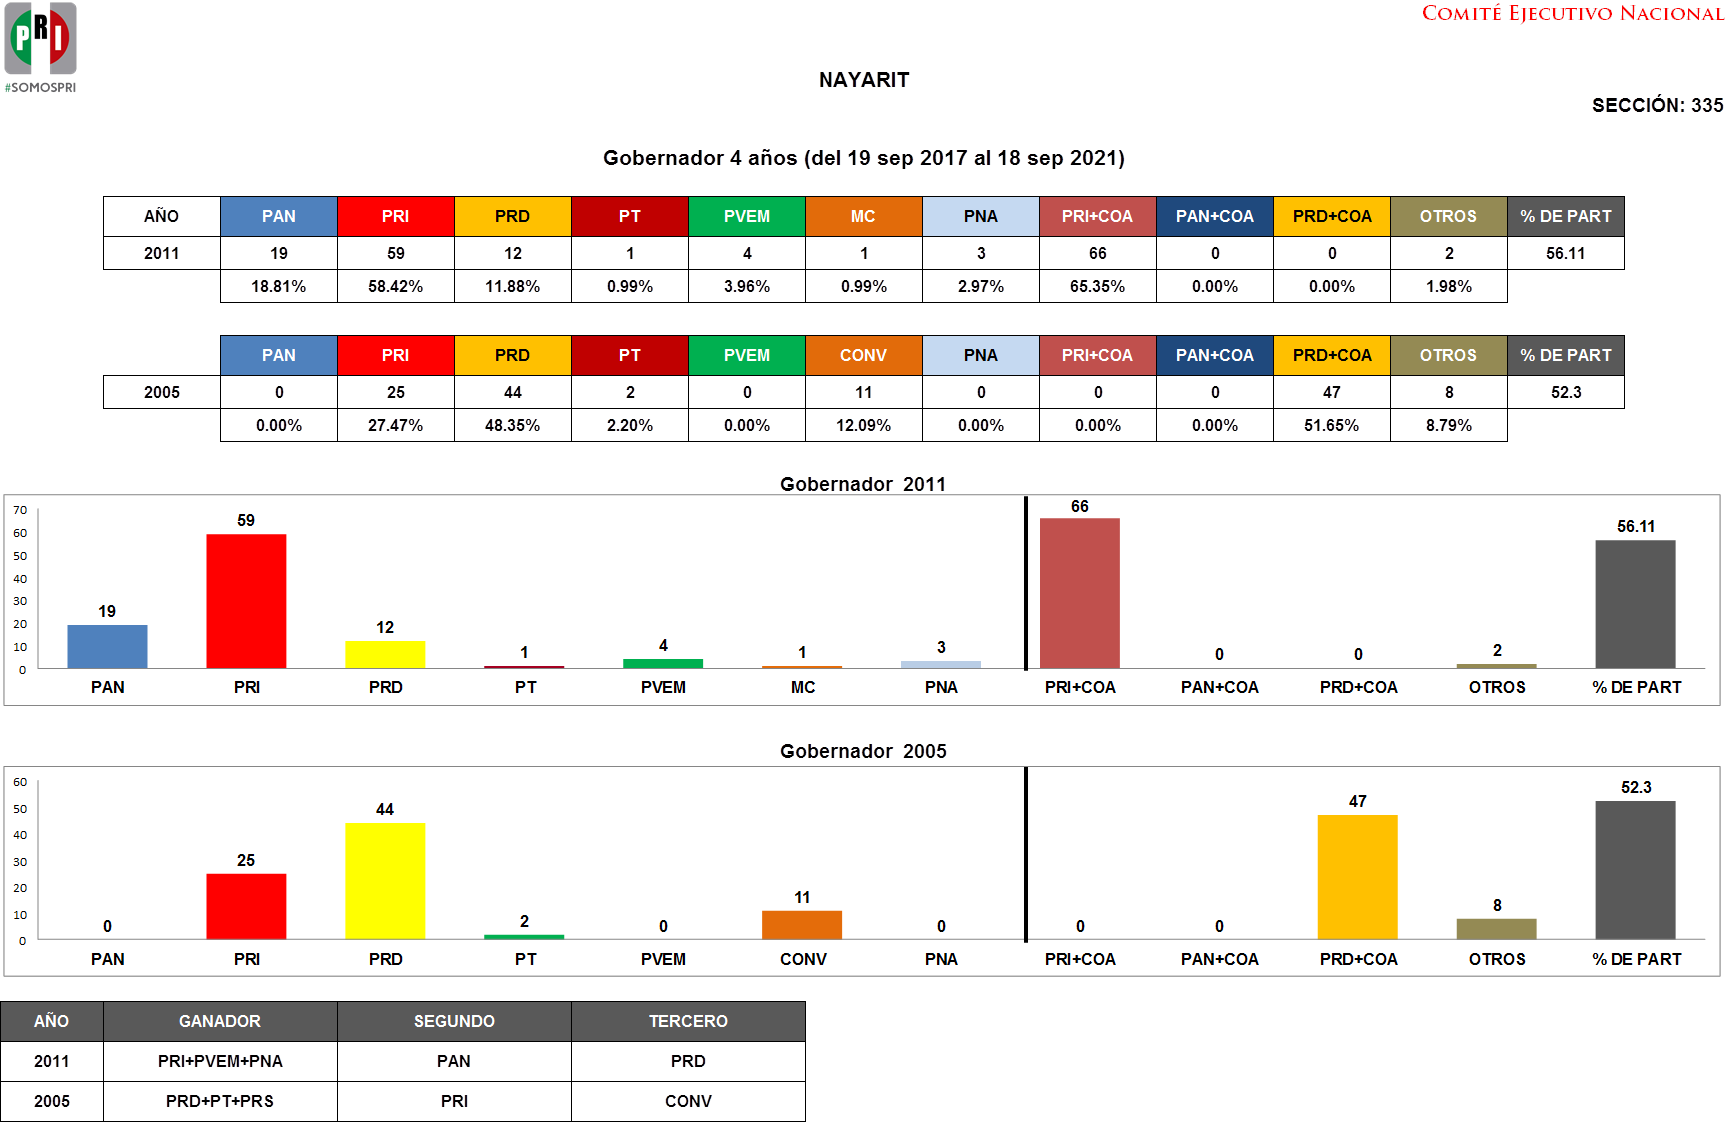 PRI
#SOMOSPRI
COMITÉ EJECUTIVO NACIONAL
NAYARIT
SECCIÓN: 335
Gobernador 4 años (del 19 sep 2017 al 18 sep 2021)
AÑO PAN PRI PRD PT PVEM MC PNA PRI+COA PAN+COA PRD+COA OTROS % DE PART
2011 19 59 12 1 4 1 3 66 0 0 2 56.11
18.81% 58.42% 11.88% 0.99% 3.96% 0.99% 2.97% 65.35% 0.00% 0.00% 1.98%
PAN PRI PRD PT PVEM CONV PNA PRI+COA PAN+COA PRD+COA OTROS % DE PART
2005 0 25 44 2 0 11 0 0 0 47 8 52.3
0.00% 27.47% 48.35% 2.20% 0.00% 12.09% 0.00% 0.00% 0.00% 51.65% 8.79%
Gobernador 2011
70
60
50
40
30
20
10
0
19 59 12 1 4 1 3 66 0 0 2 56.11
PAN PRI PRD PT PVEM MC PNA PRI+COA PAN+COA PRD+COA OTROS % DE PART
Gobernador 2005
60
50
40
30
20
10
0
0 25 44 2 0 11 0 0 0 47 8 52.3
PAN PRI PRD PT PVEM CONV PNA PRI+COA PAN+COA PRD+COA OTROS % DE PART
AÑO GANADOR SEGUNDO TERCERO
2011 PRI+PVEM+PNA PAN PRD
2005 PRD+PT+PRS PRI CONV